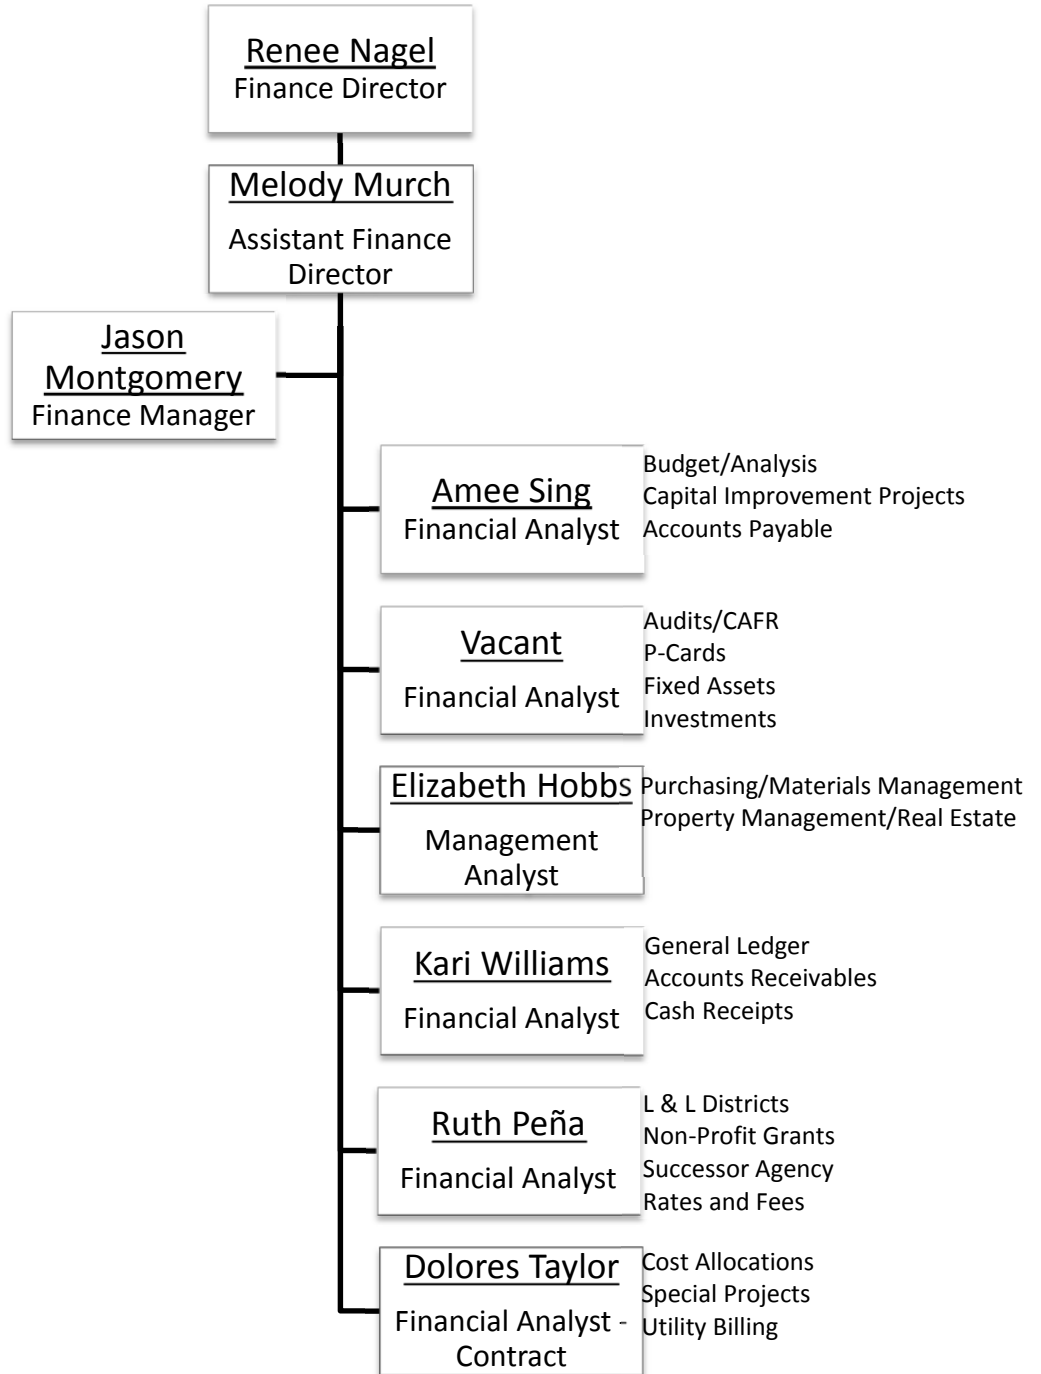 Renee Nagel
Finance Director
Melody Murch
Assistant Finance
Director
Jason
Montgomery
Finance Manager
Amee Sing
Financial Analyst
Budget/Analysis
Capital Improvement Projects
Accounts Payable
Vacant
Financial Analyst
Audits/CAFR
P-Cards
Fixed Assets
Investments
Elizabeth Hobbs
Management
Analyst
Purchasing/Materials Management
Property Management/Real Estate
Kari Williams
Financial Analyst
General Ledger
Accounts Receivables
Cash Receipts
Ruth Peña
Financial Analyst
L & L Districts
Non-Profit Grants
Successor Agency
Rates and Fees
Dolores Taylor
Financial Analyst -
Contract
Cost Allocations
Special Projects
Utility Billing